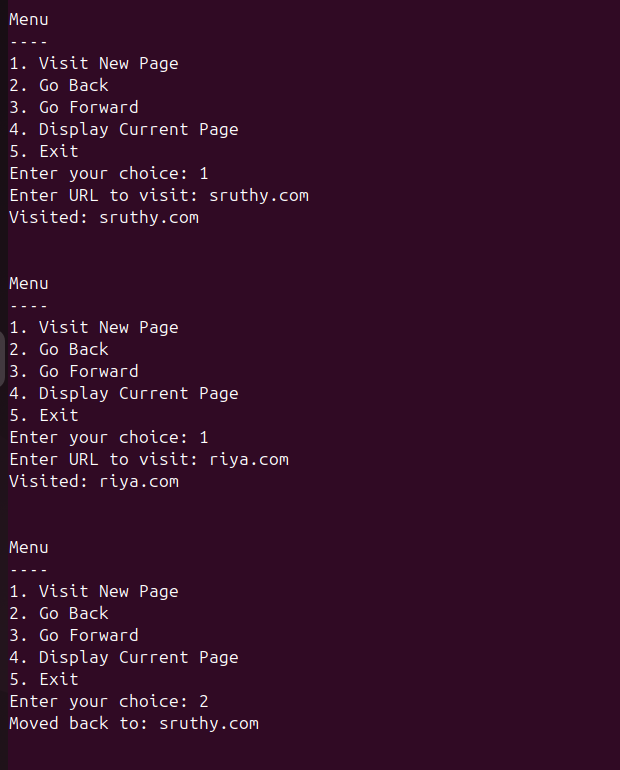 Menu
----
1. Visit New Page
2. Go Back
3. Go Forward
4. Display Current Page
5. Exit
Enter your choice: 1
Enter URL to visit: sruthy.com
Visited: sruthy.com
Menu
----
1. Visit New Page
2. Go Back
3. Go Forward
4. Display Current Page
5. Exit
Enter your choice: 1
Enter URL to visit: riya.com
Visited: riya.com
Menu
----
1. Visit New Page
2. Go Back
3. Go Forward
4. Display Current Page
5. Exit
Enter your choice: 2
Moved back to: sruthy.com